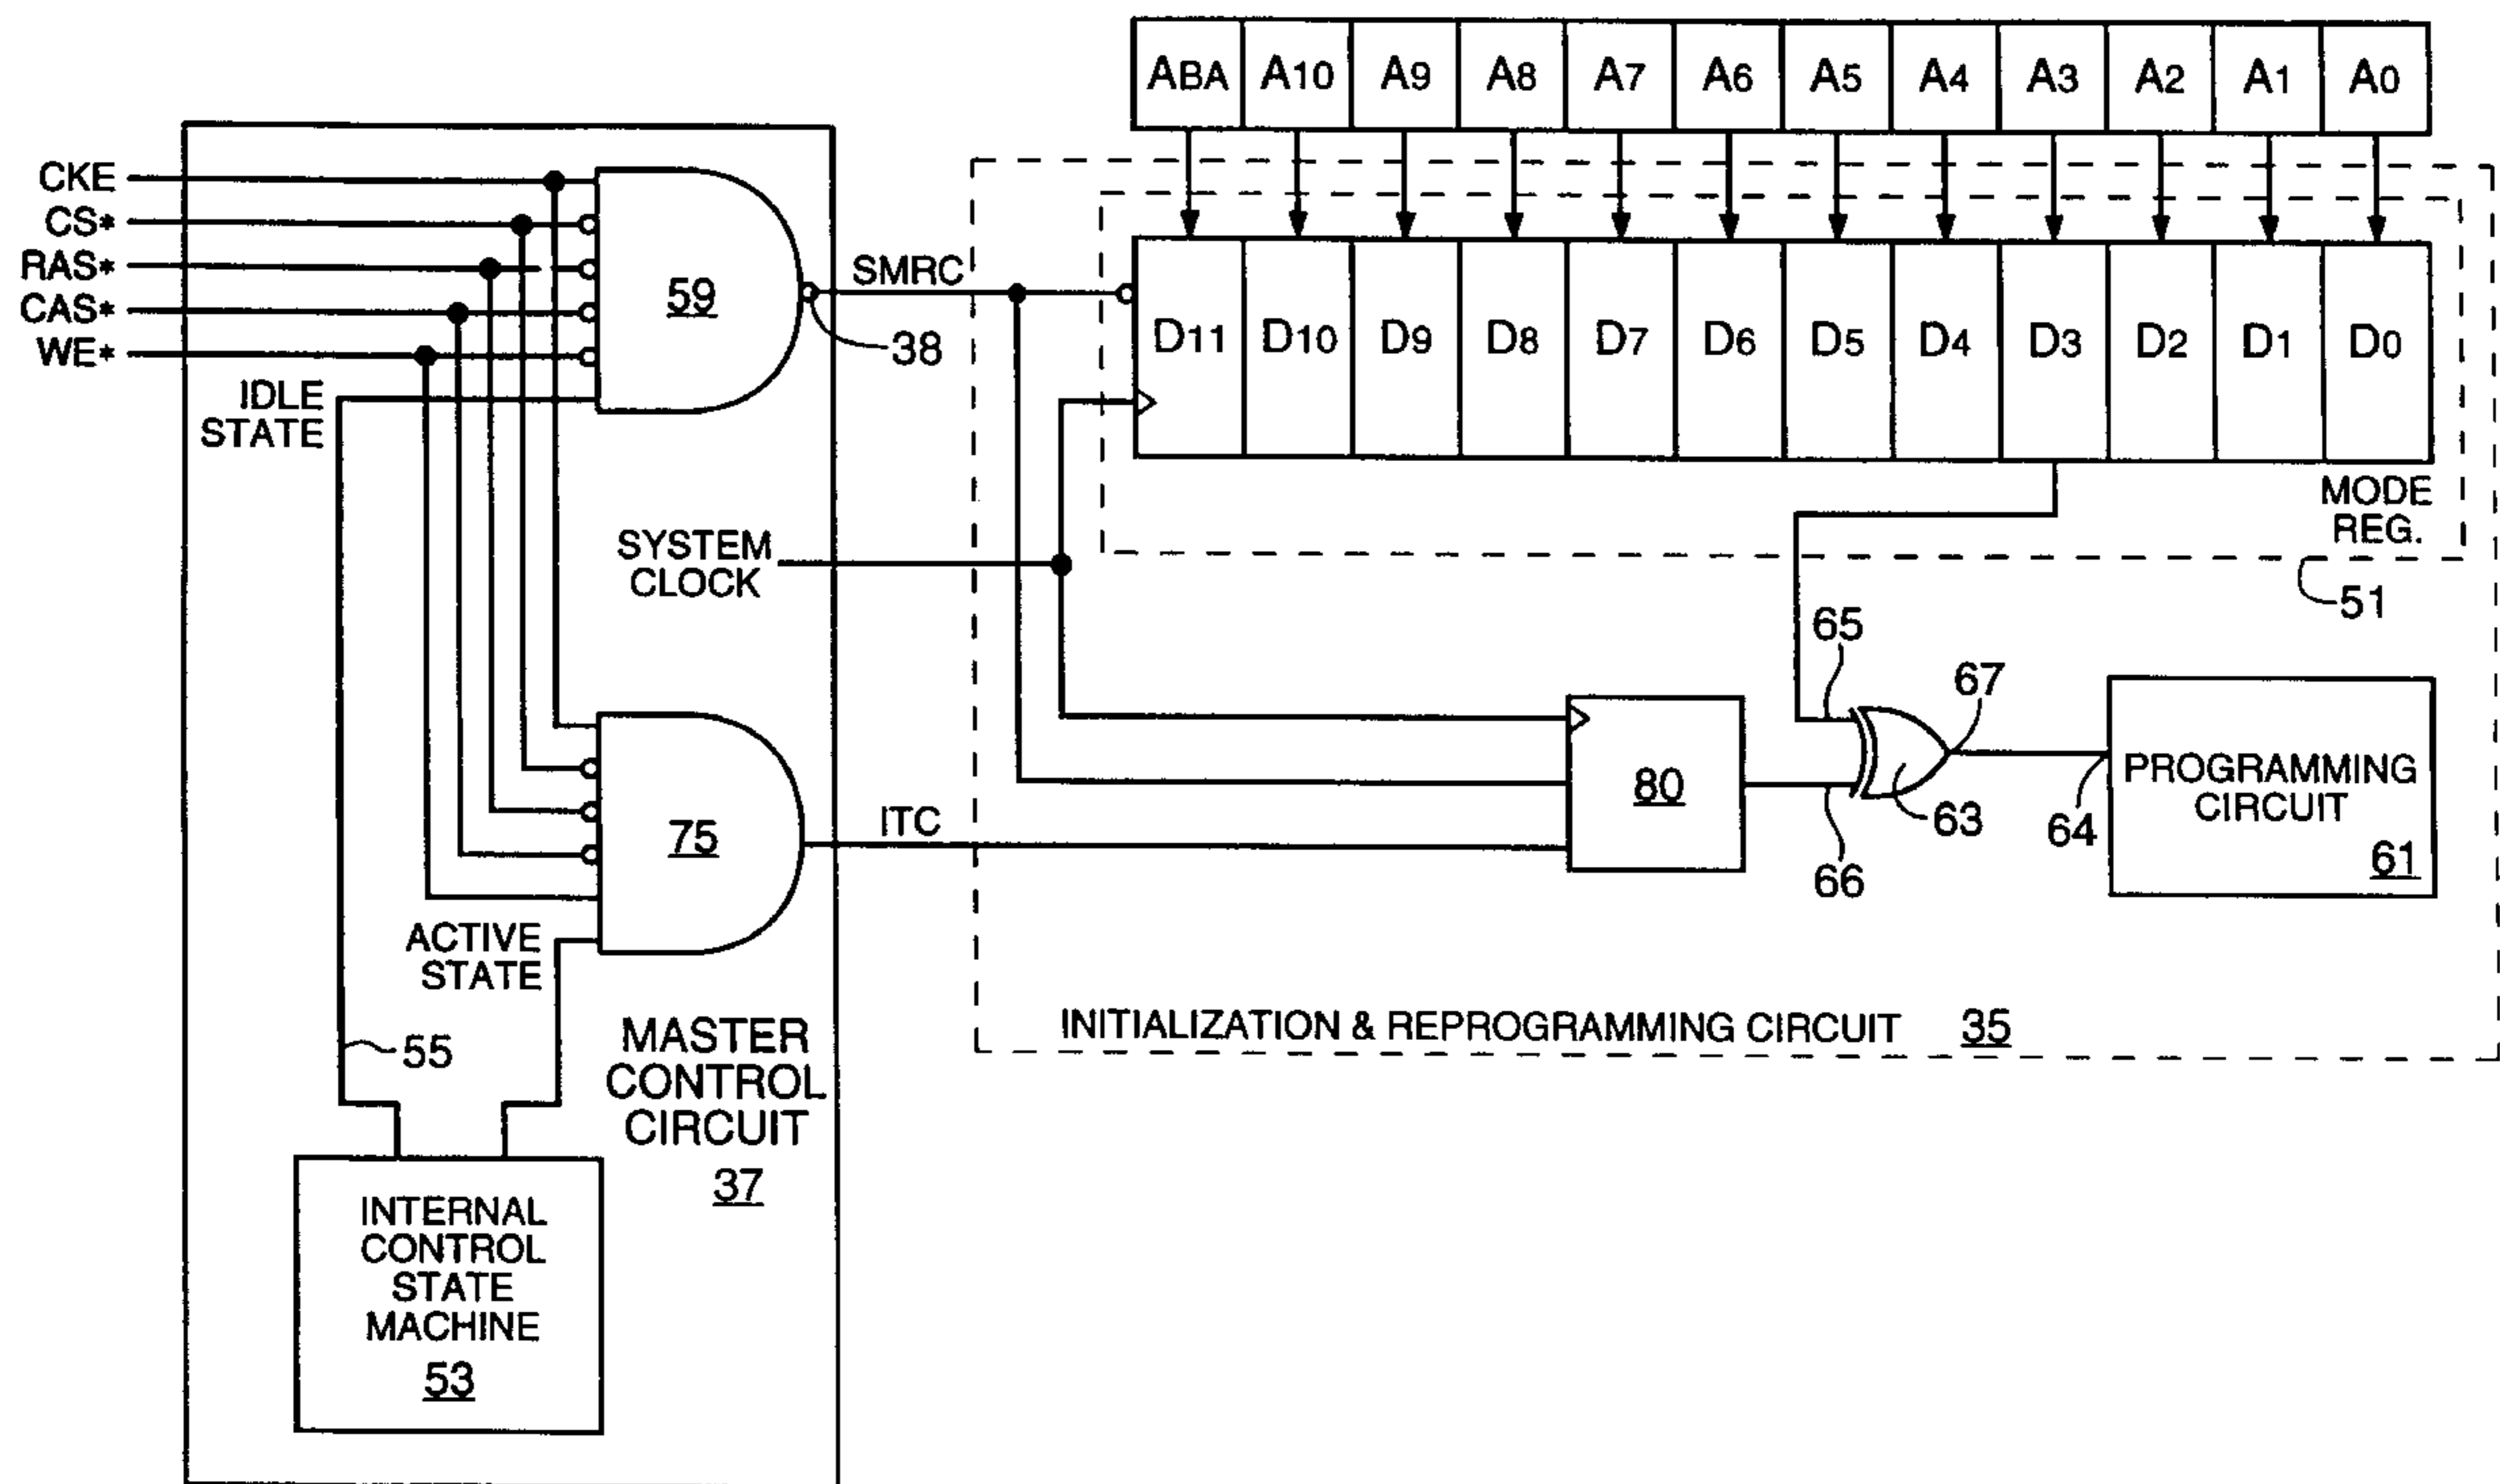 ABA A10 A9 A8 A7 A6 A5 A4 A3 A2 A1 A0
CKE
CS*
RAS*
CAS*
WE*
IDLE
STATE
59
38
SMRC
D11 D10 D9 D8 D7 D6 D5 D4 D3 D2 D1 D0
MODE
REG.
51
SYSTEM
CLOCK
75
ITC
ACTIVE
STATE
80
65
66
67
63
64
PROGRAMMING
CIRCUIT
61
INITIALIZATION & REPROGRAMMING CIRCUIT 35
55
MASTER
CONTROL
CIRCUIT
37
INTERNAL
CONTROL
STATE
MACHINE
53